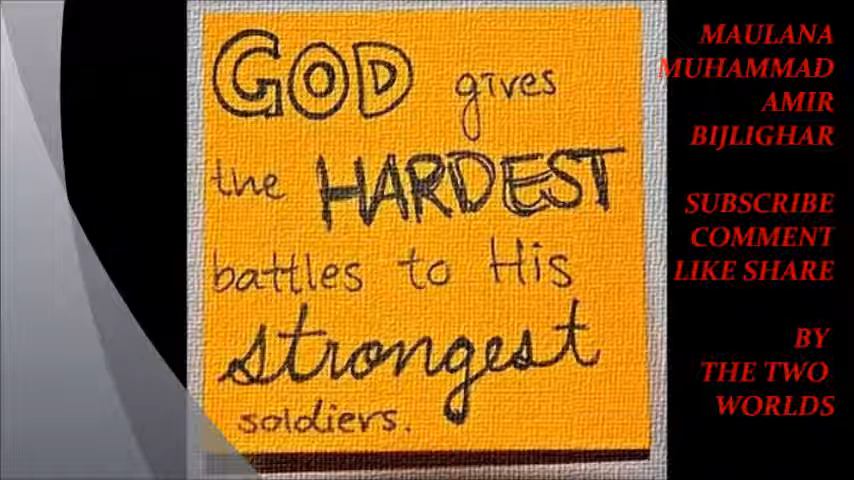 GOD gives
the HARDEST
battles to His
strongest
soldiers.
MAULANA
MUHAMMAD
AMIR
BIJLIGHAR
SUBSCRIBE
COMMENT
LIKE SHARE
BY
THE TWO
WORLDS